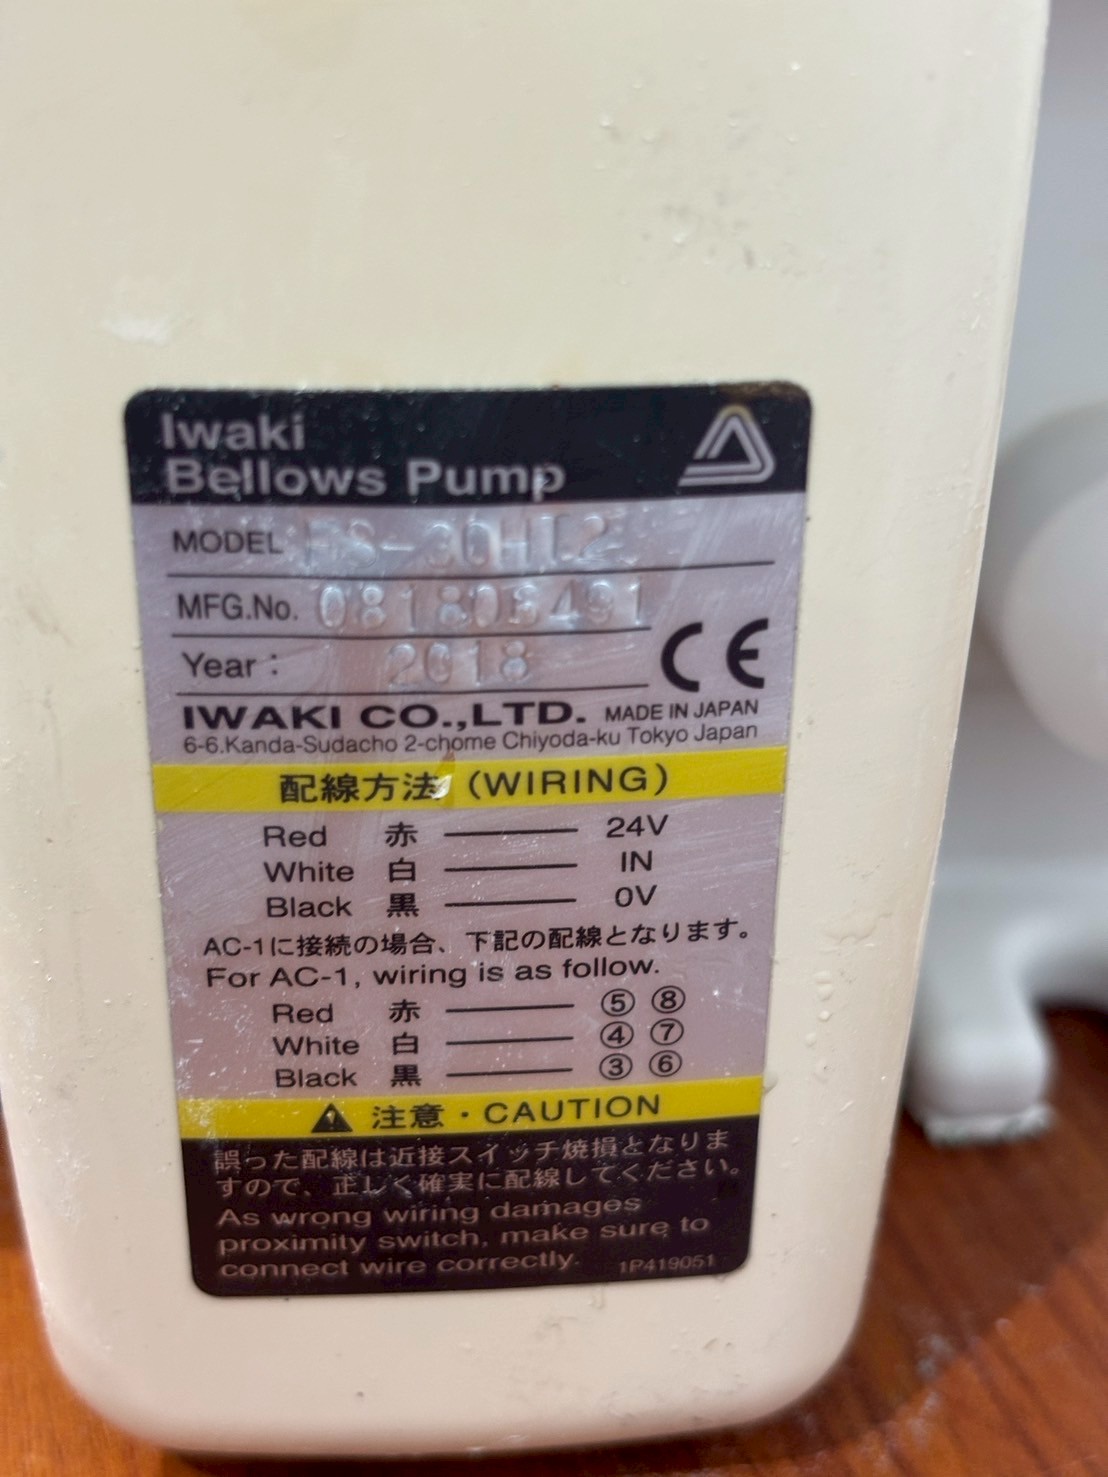 Iwaki
Bellows Pump
MODEL FS-30HT2
MFG.No. 081806491
Year : 2018
CE
IWAKI CO.,LTD. MADE IN JAPAN
6-6.Kanda-Sudacho 2-chome Chiyoda-ku Tokyo Japan
配線方法 (WIRING)
Red 赤 24V
White 白 IN
Black 黒 0V
AC-1に接続の場合、下記の配線となります。
For AC-1, wiring is as follow.
Red 赤 ⑤ ⑧
White 白 ④ ⑦
Black 黒 ③ ⑥
注意・CAUTION
誤った配線は近接スイッチ焼損となりま
すので、正しく確実に配線してください。
As wrong wiring damages
proximity switch, make sure to
connect wire correctly. 1P419051